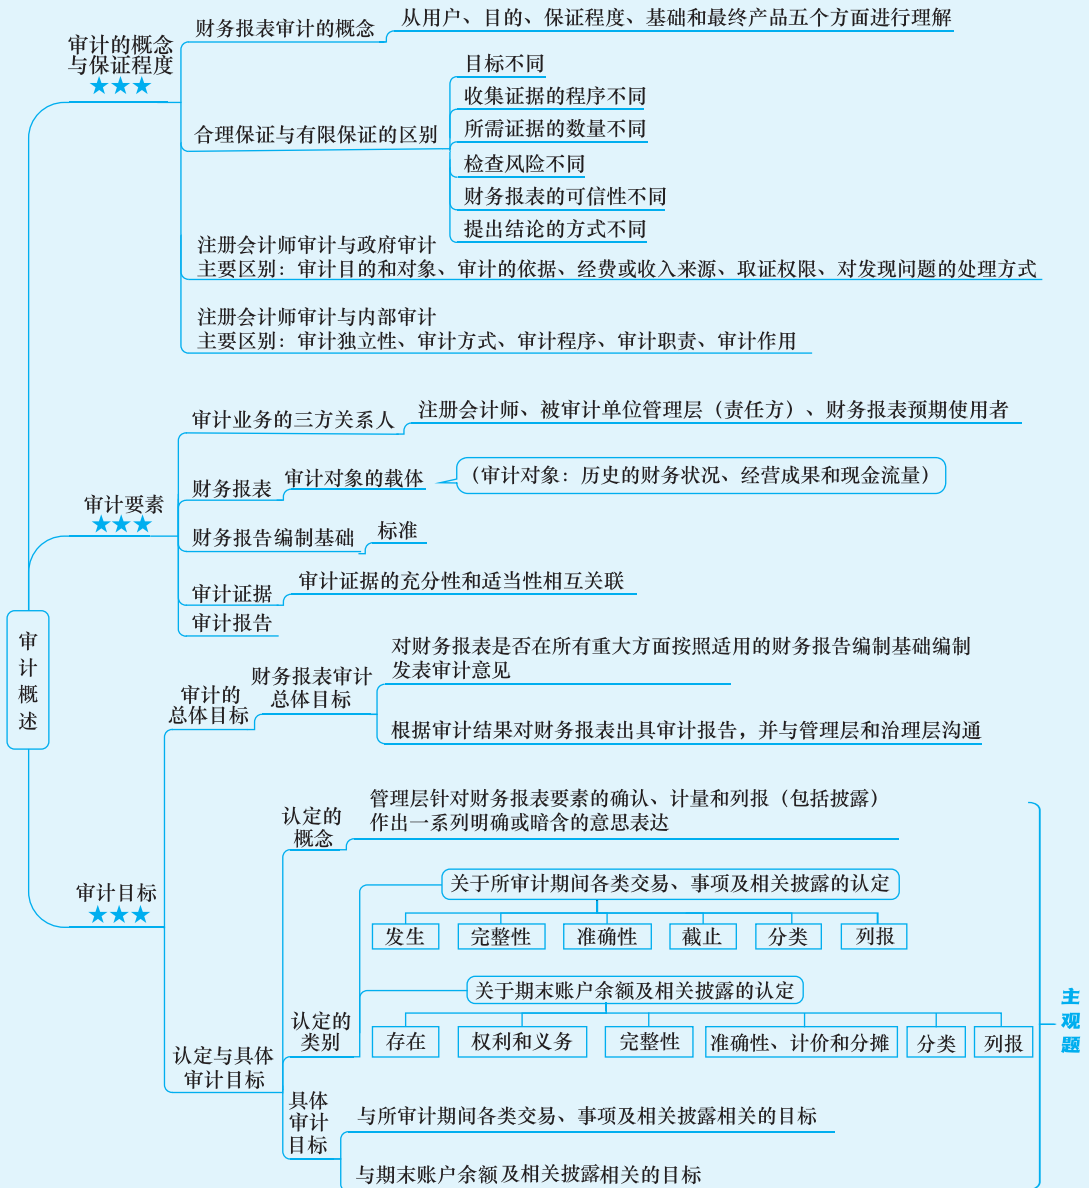 审计概述
审计的概念
与保证程度
★★★
财务报表审计的概念
从用户、目的、保证程度、基础和最终产品五个方面进行理解
合理保证与有限保证的区别
目标不同
收集证据的程序不同
所需证据的数量不同
检查风险不同
财务报表的可信性不同
提出结论的方式不同
注册会计师审计与政府审计
主要区别：审计目的和对象、审计的依据、经费或收入来源、取证权限、对发现问题的处理方式
注册会计师审计与内部审计
主要区别：审计独立性、审计方式、审计程序、审计职责、审计作用
审计要素
★★★
审计业务的三方关系人
注册会计师、被审计单位管理层（责任方）、财务报表预期使用者
财务报表
审计对象的载体
（审计对象：历史的财务状况、经营成果和现金流量）
财务报告编制基础
标准
审计证据
审计证据的充分性和适当性相互关联
审计报告
审计目标
★★★
审计的
总体目标
财务报表审计
总体目标
对财务报表是否在所有重大方面按照适用的财务报告编制基础编制
发表审计意见
根据审计结果对财务报表出具审计报告，并与管理层和治理层沟通
认定与具体
审计目标
认定的
概念
管理层针对财务报表要素的确认、计量和列报（包括披露）
作出一系列明确或暗含的意思表达
认定的
类别
关于所审计期间各类交易、事项及相关披露的认定
发生
完整性
准确性
截止
分类
列报
关于期末账户余额及相关披露的认定
存在
权利和义务
完整性
准确性、计价和分摊
分类
列报
具体
审计
目标
与所审计期间各类交易、事项及相关披露相关的目标
与期末账户余额及相关披露相关的目标
主观题